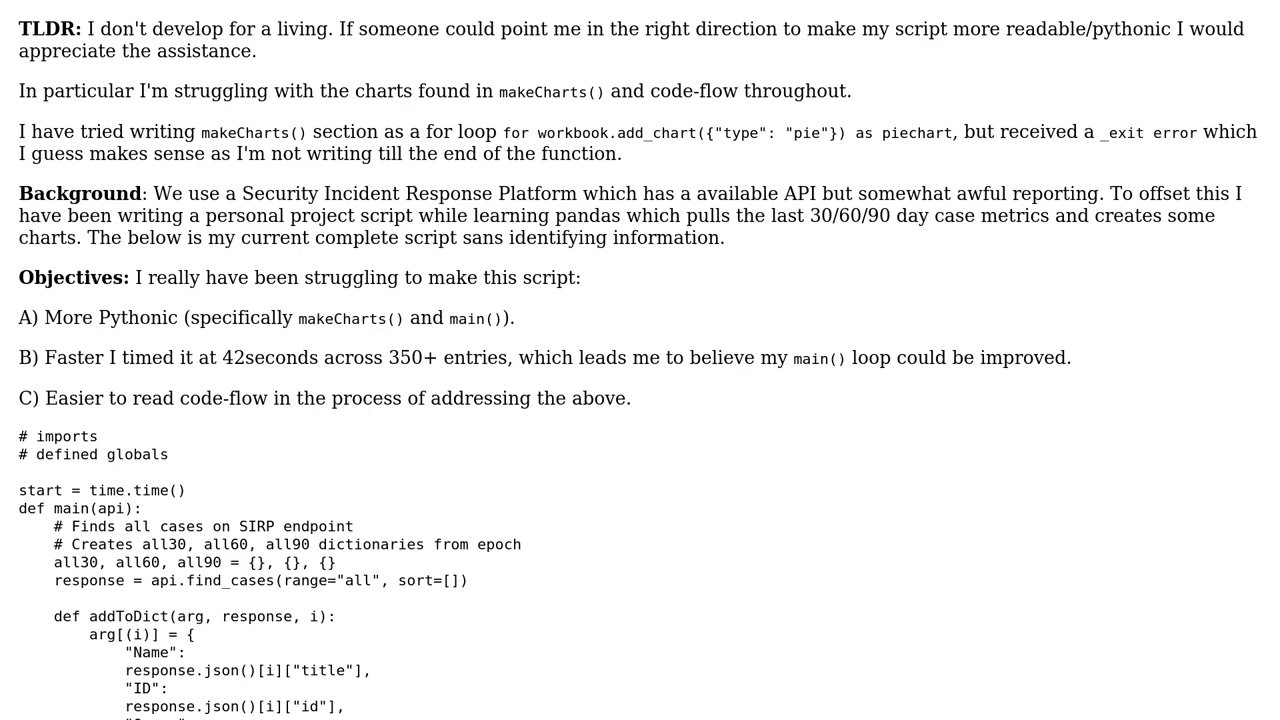 TLDR: I don't develop for a living. If someone could point me in the right direction to make my script more readable/pythonic I would
appreciate the assistance.
In particular I'm struggling with the charts found in makeCharts() and code-flow throughout.
I have tried writing makeCharts() section as a for loop for workbook.add_chart({"type": "pie"}) as piechart, but received a _exit error which
I guess makes sense as I'm not writing till the end of the function.
Background: We use a Security Incident Response Platform which has a available API but somewhat awful reporting. To offset this I
have been writing a personal project script while learning pandas which pulls the last 30/60/90 day case metrics and creates some
charts. The below is my current complete script sans identifying information.
Objectives: I really have been struggling to make this script:
A) More Pythonic (specifically makeCharts() and main()).
B) Faster I timed it at 42seconds across 350+ entries, which leads me to believe my main() loop could be improved.
C) Easier to read code-flow in the process of addressing the above.
# imports
# defined globals
start = time.time()
def main(api):
    # Finds all cases on SIRP endpoint
    # Creates all30, all60, all90 dictionaries from epoch
    all30, all60, all90 = {}, {}, {}
    response = api.find_cases(range="all", sort=[])
    def addToDict(arg, response, i):
        arg[(i)] = {
            "Name":
            response.json()[i]["title"],
            "ID":
            response.json()[i]["id"],